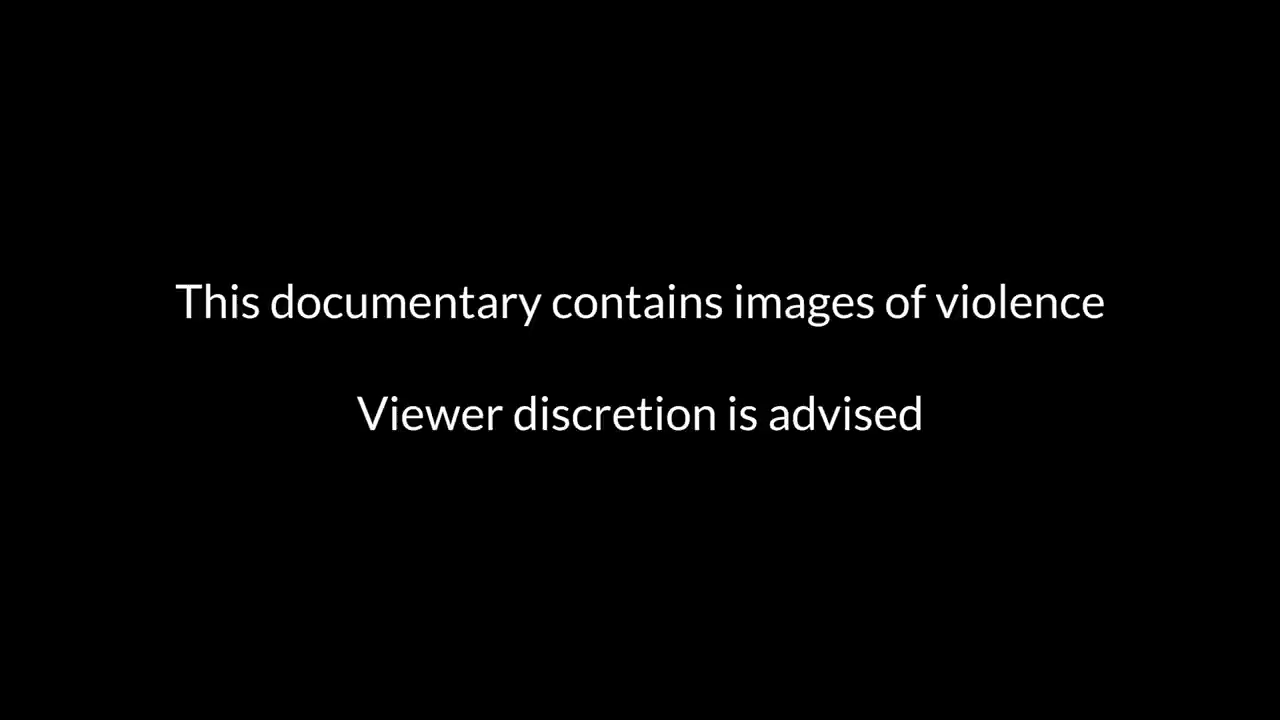 This documentary contains images of violence
Viewer discretion is advised